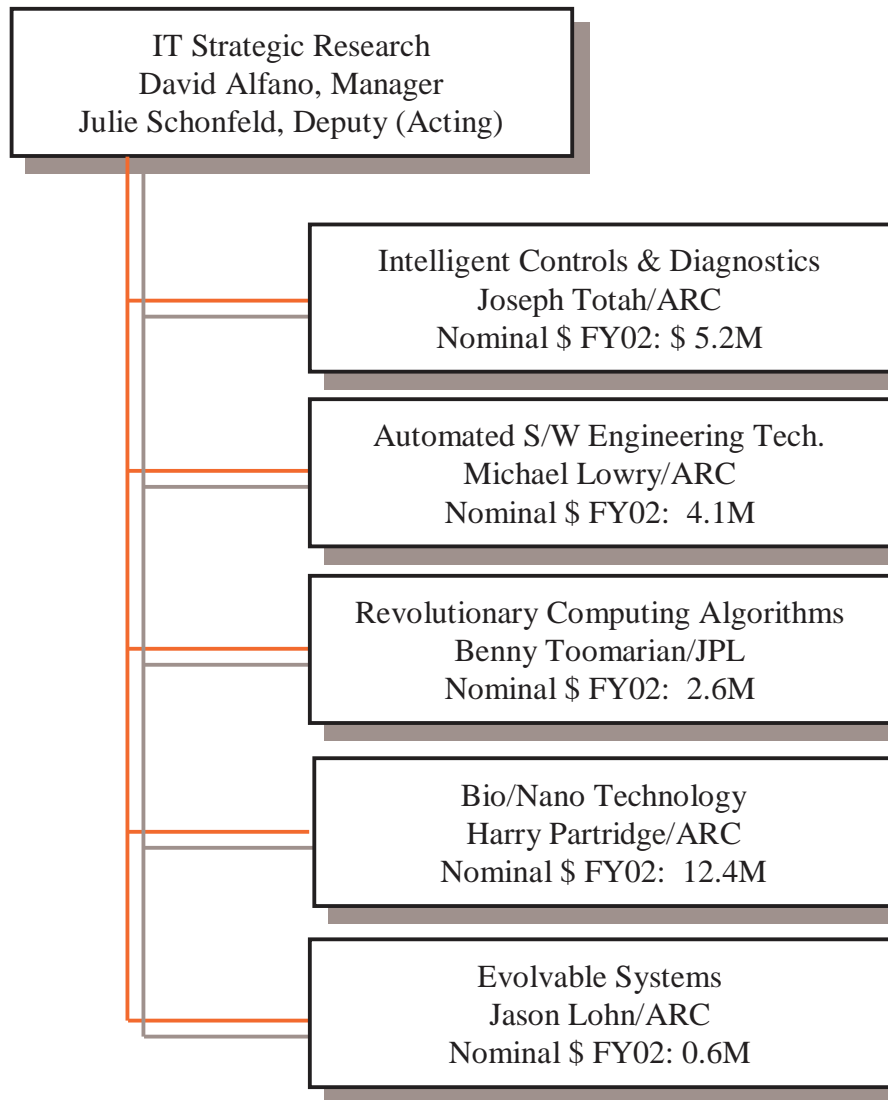 IT Strategic Research
David Alfano, Manager
Julie Schonfeld, Deputy (Acting)
Intelligent Controls & Diagnostics
Joseph Totah/ARC
Nominal $ FY02: $ 5.2M
Automated S/W Engineering Tech.
Michael Lowry/ARC
Nominal $ FY02:  4.1M
Revolutionary Computing Algorithms
Benny Toomarian/JPL
Nominal $ FY02:  2.6M
Bio/Nano Technology
Harry Partridge/ARC
Nominal $ FY02:  12.4M
Evolvable Systems
Jason Lohn/ARC
Nominal $ FY02: 0.6M